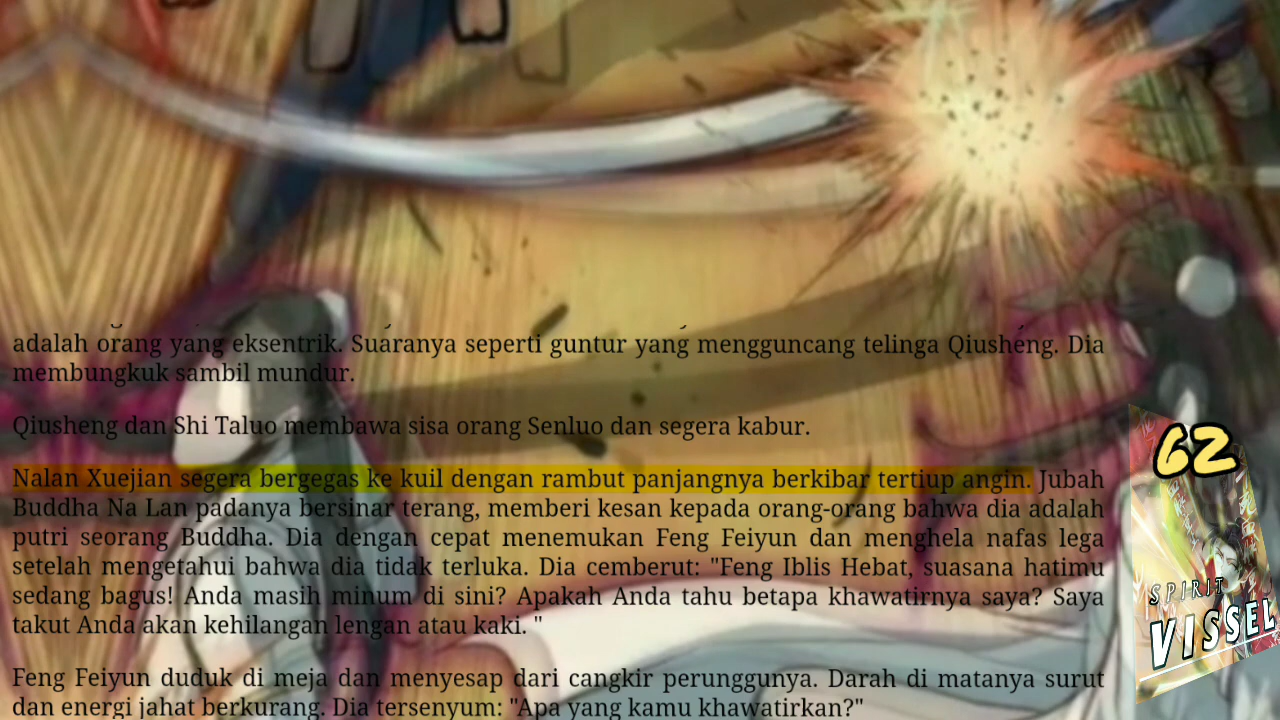 adalah orang yang eksentrik. Suaranya seperti guntur yang mengguncang telinga Qiusheng. Dia
membungkuk sambil mundur.
Qiusheng dan Shi Taluo membawa sisa orang Senluo dan segera kabur.
Nalan Xuejian segera bergegas ke kuil dengan rambut panjangnya berkibar tertiup angin. Jubah
Buddha Na Lan padanya bersinar terang, memberi kesan kepada orang-orang bahwa dia adalah
putri seorang Buddha. Dia dengan cepat menemukan Feng Feiyun dan menghela nafas lega
setelah mengetahui bahwa dia tidak terluka. Dia cemberut: "Feng Iblis Hebat, suasana hatimu
sedang bagus! Anda masih minum di sini? Apakah Anda tahu betapa khawatirnya saya? Saya
takut Anda akan kehilangan lengan atau kaki. "
Feng Feiyun duduk di meja dan menyesap dari cangkir perunggunya. Darah di matanya surut
dan energi jahat berkurang. Dia tersenyum: "Apa yang kamu khawatirkan?"
62
SPIRIT
VISSEL